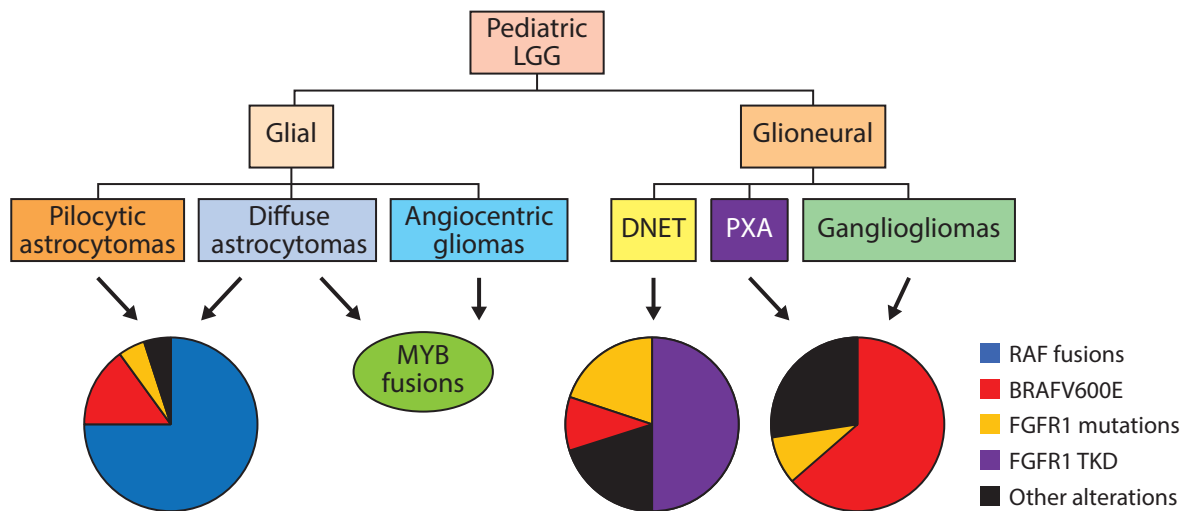 Pediatric
LGG
Glial
Glioneural
Pilocytic
astrocytomas
Diffuse
astrocytomas
Angiocentric
gliomas
DNET
PXA
Gangliogliomas
MYB
fusions
RAF fusions
BRAFV600E
FGFR1 mutations
FGFR1 TKD
Other alterations